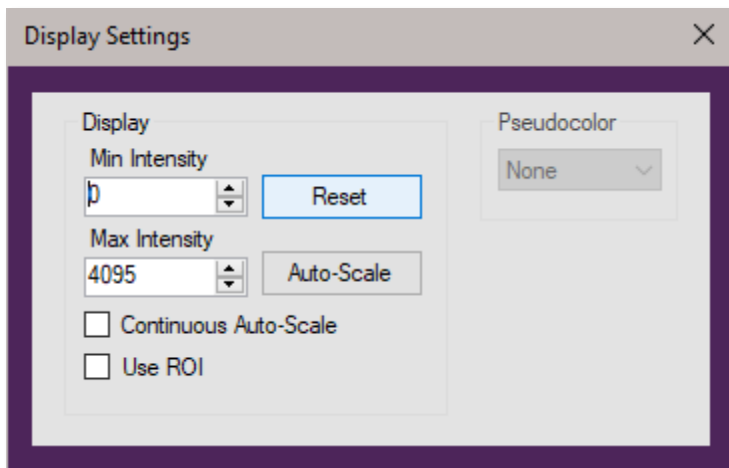 Display Settings
Display
Min Intensity
0
Reset
Max Intensity
4095
Auto-Scale
Continuous Auto-Scale
Use ROI
Pseudocolor
None